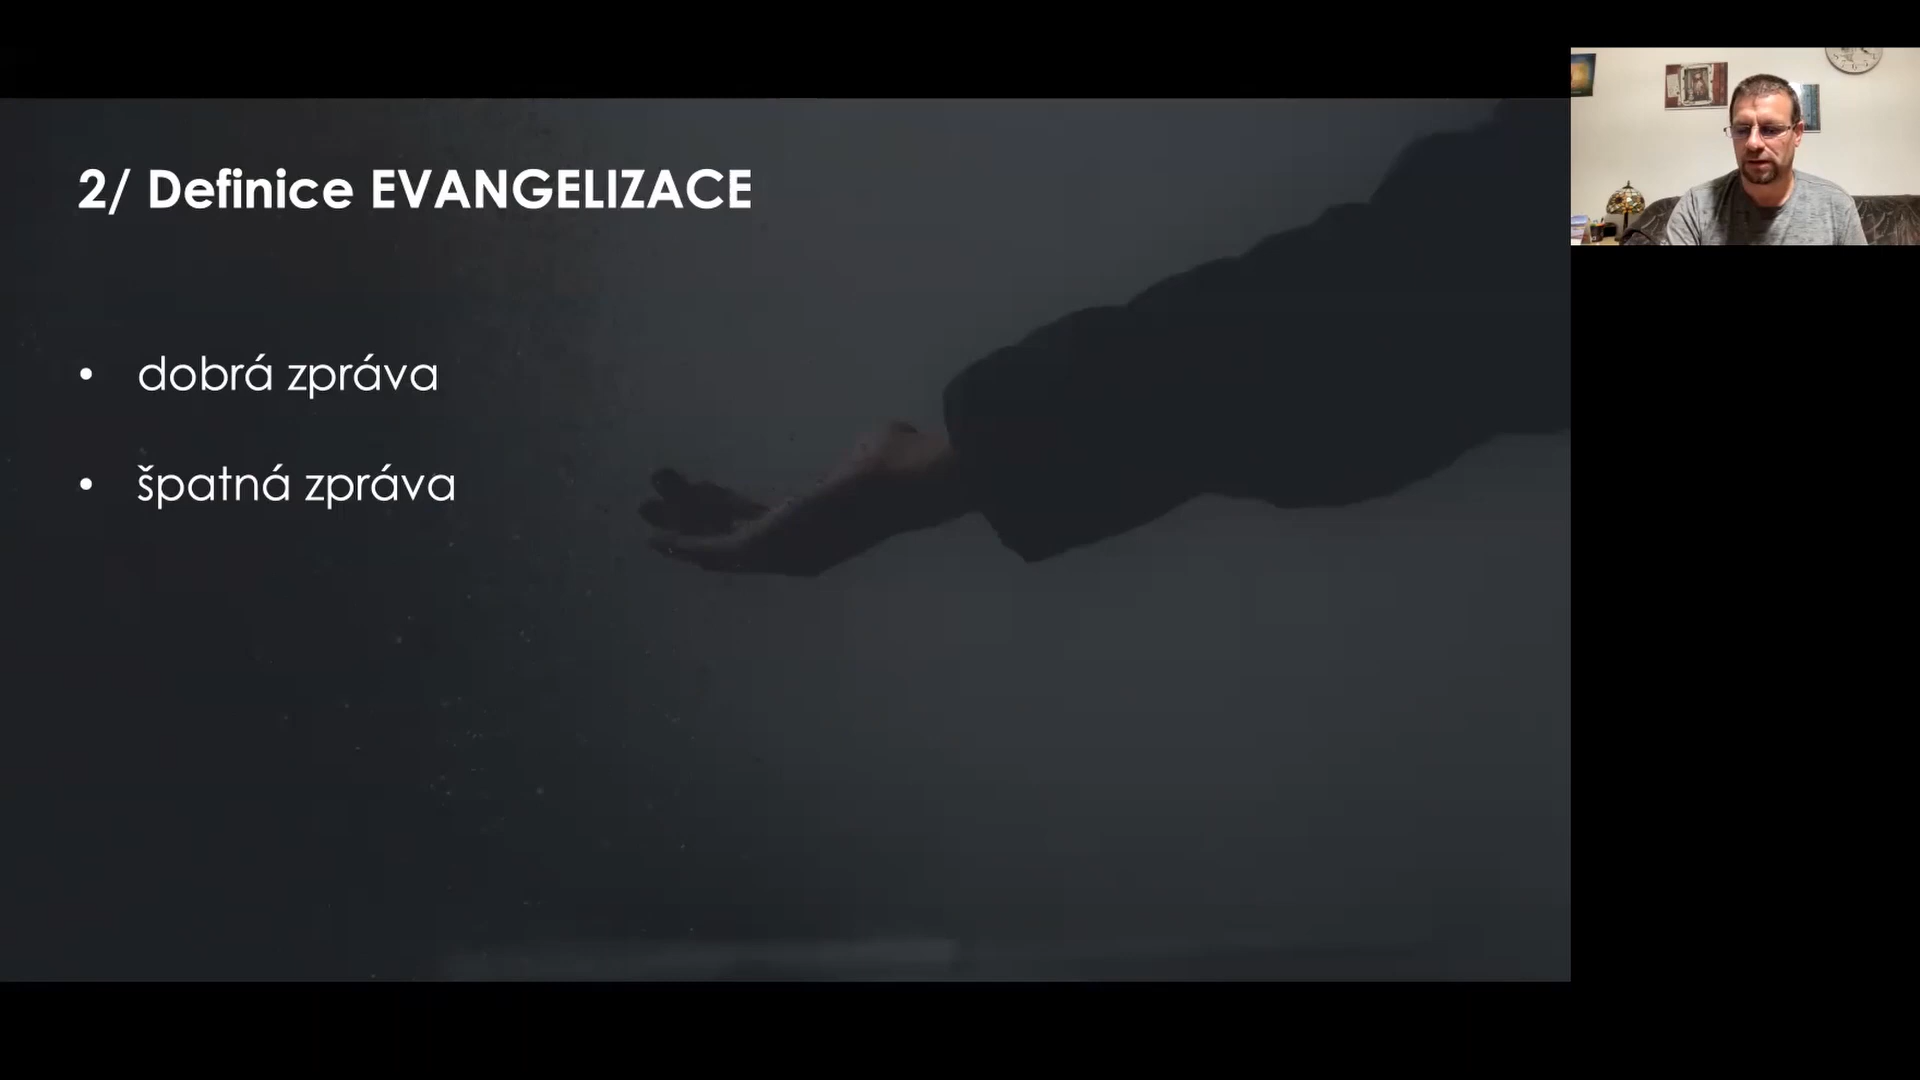 2/ Definice EVANGELIZACE
• dobrá zpráva
• špatná zpráva